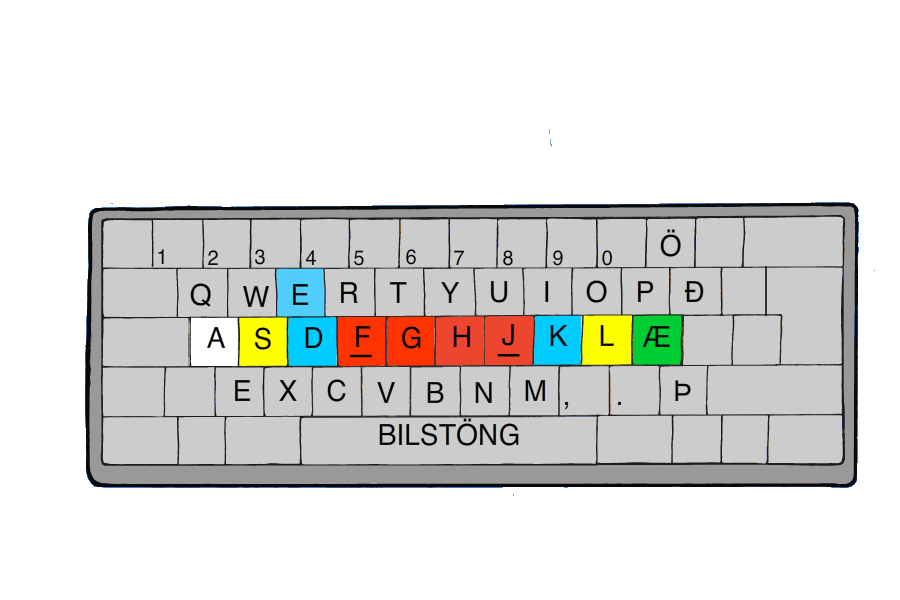 1 2 3 4 5 6 7 8 9 0 Ö
Q W E R T Y U I O P Ð
A S D F G H J K L Æ
E X C V B N M , . Þ
BILSTÖNG